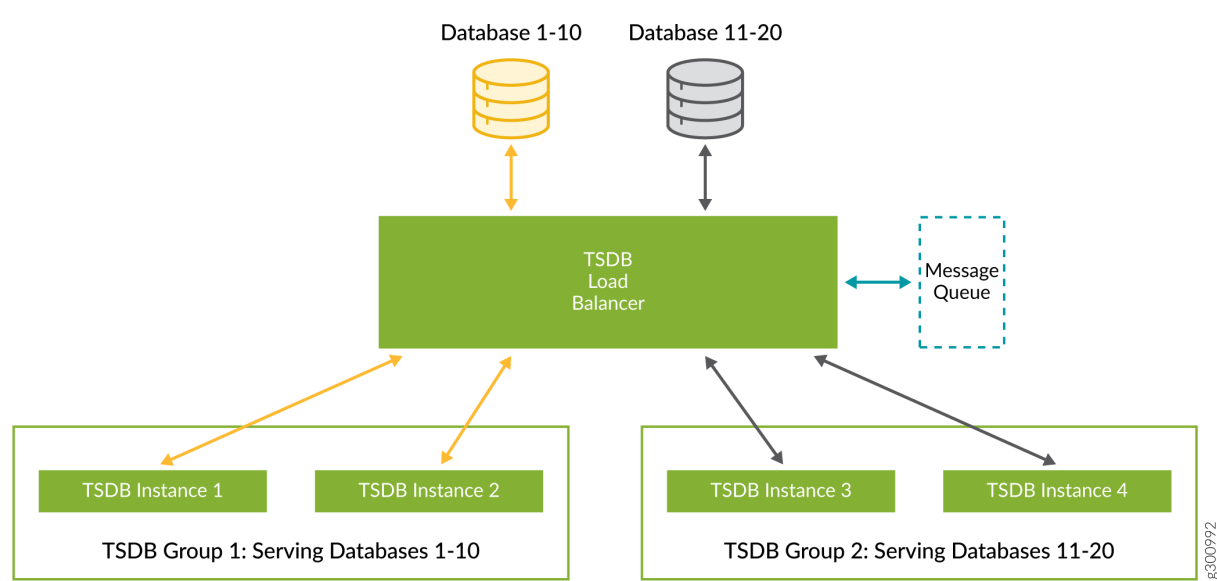 Database 1-10
Database 11-20
TSDB
Load
Balancer
Message
Queue
TSDB Instance 1
TSDB Instance 2
TSDB Instance 3
TSDB Instance 4
TSDB Group 1: Serving Databases 1-10
TSDB Group 2: Serving Databases 11-20
g300992